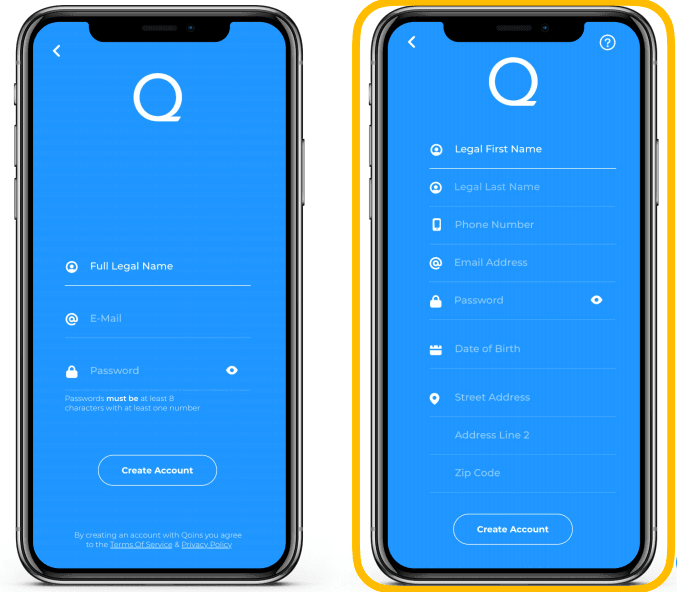 Q
Full Legal Name
E-Mail
Password
Passwords must be at least 8
characters with at least one number
Create Account
By creating an account with Qoins you agree
to the Terms Of Service & Privacy Policy
?
Q
Legal First Name
Legal Last Name
Phone Number
@ Email Address
Password
Date of Birth
Street Address
Address Line 2
Zip Code
Create Account